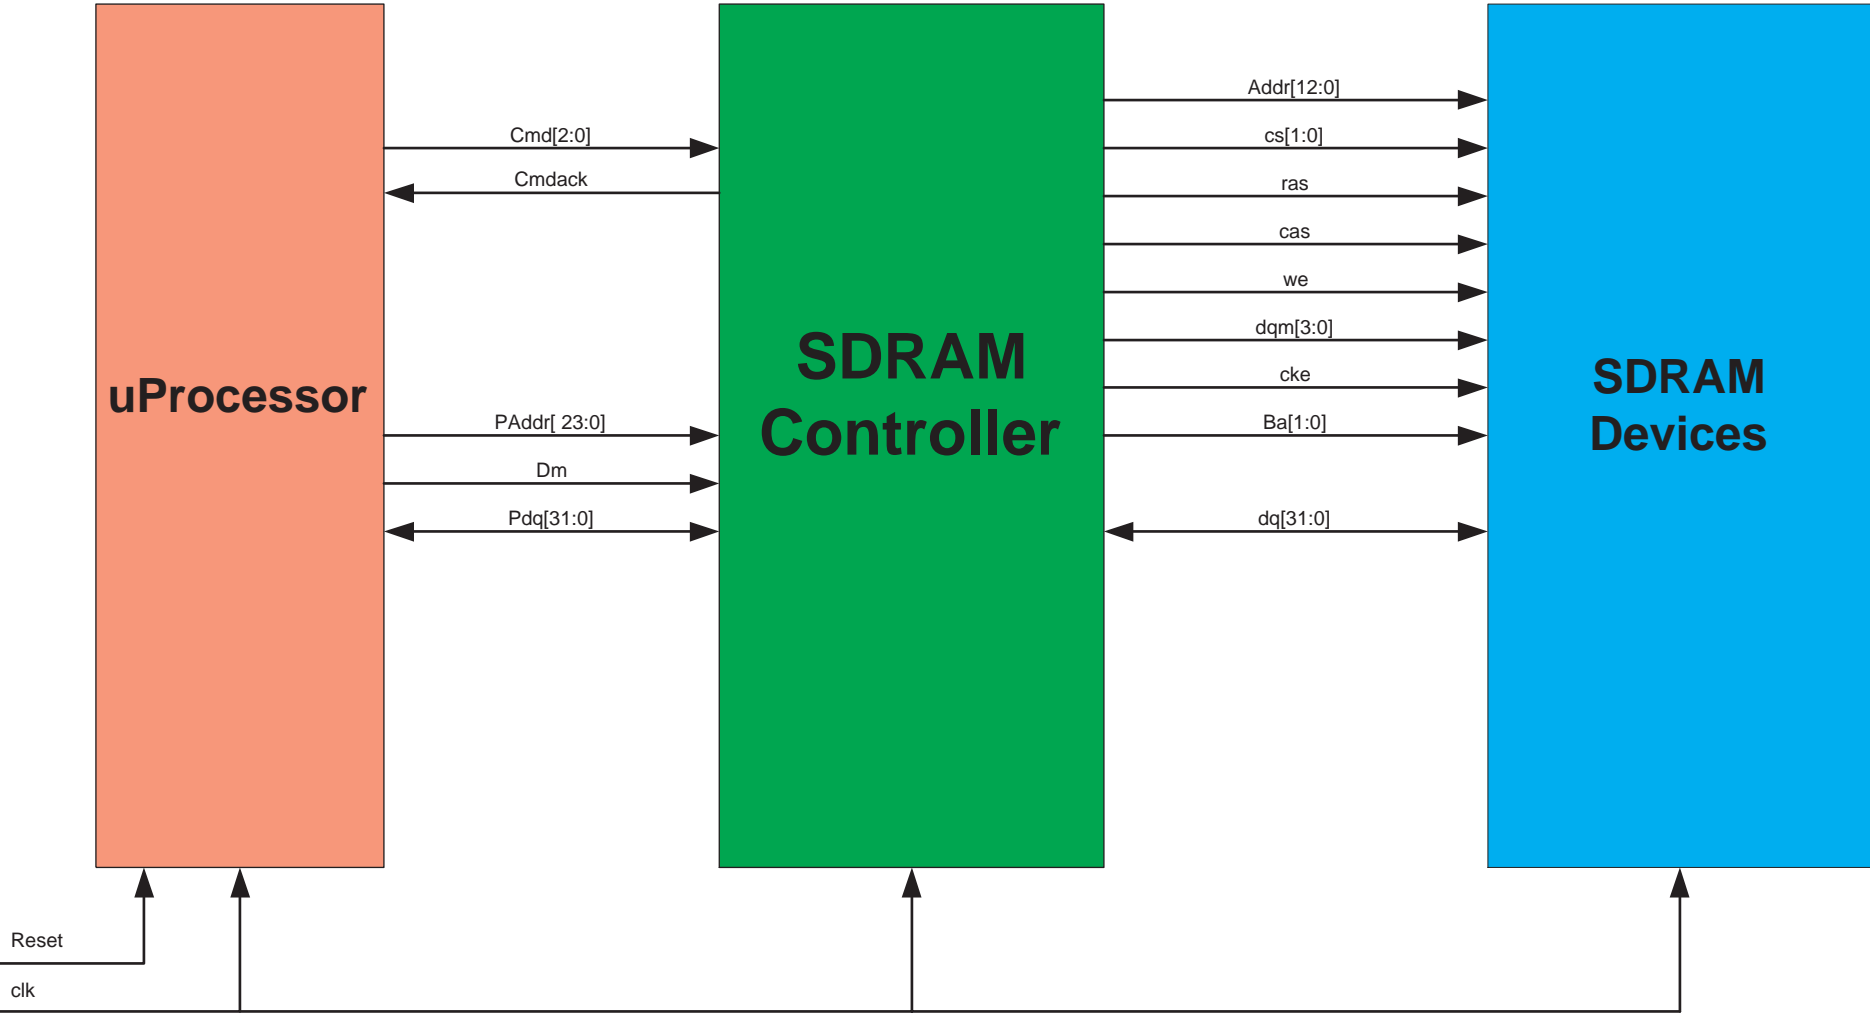 uProcessor
Cmd[2:0]
Cmdack
PAddr[ 23:0]
Dm
Pdq[31:0]
SDRAM
Controller
Addr[12:0]
cs[1:0]
ras
cas
we
dqm[3:0]
cke
Ba[1:0]
dq[31:0]
SDRAM
Devices
Reset
clk